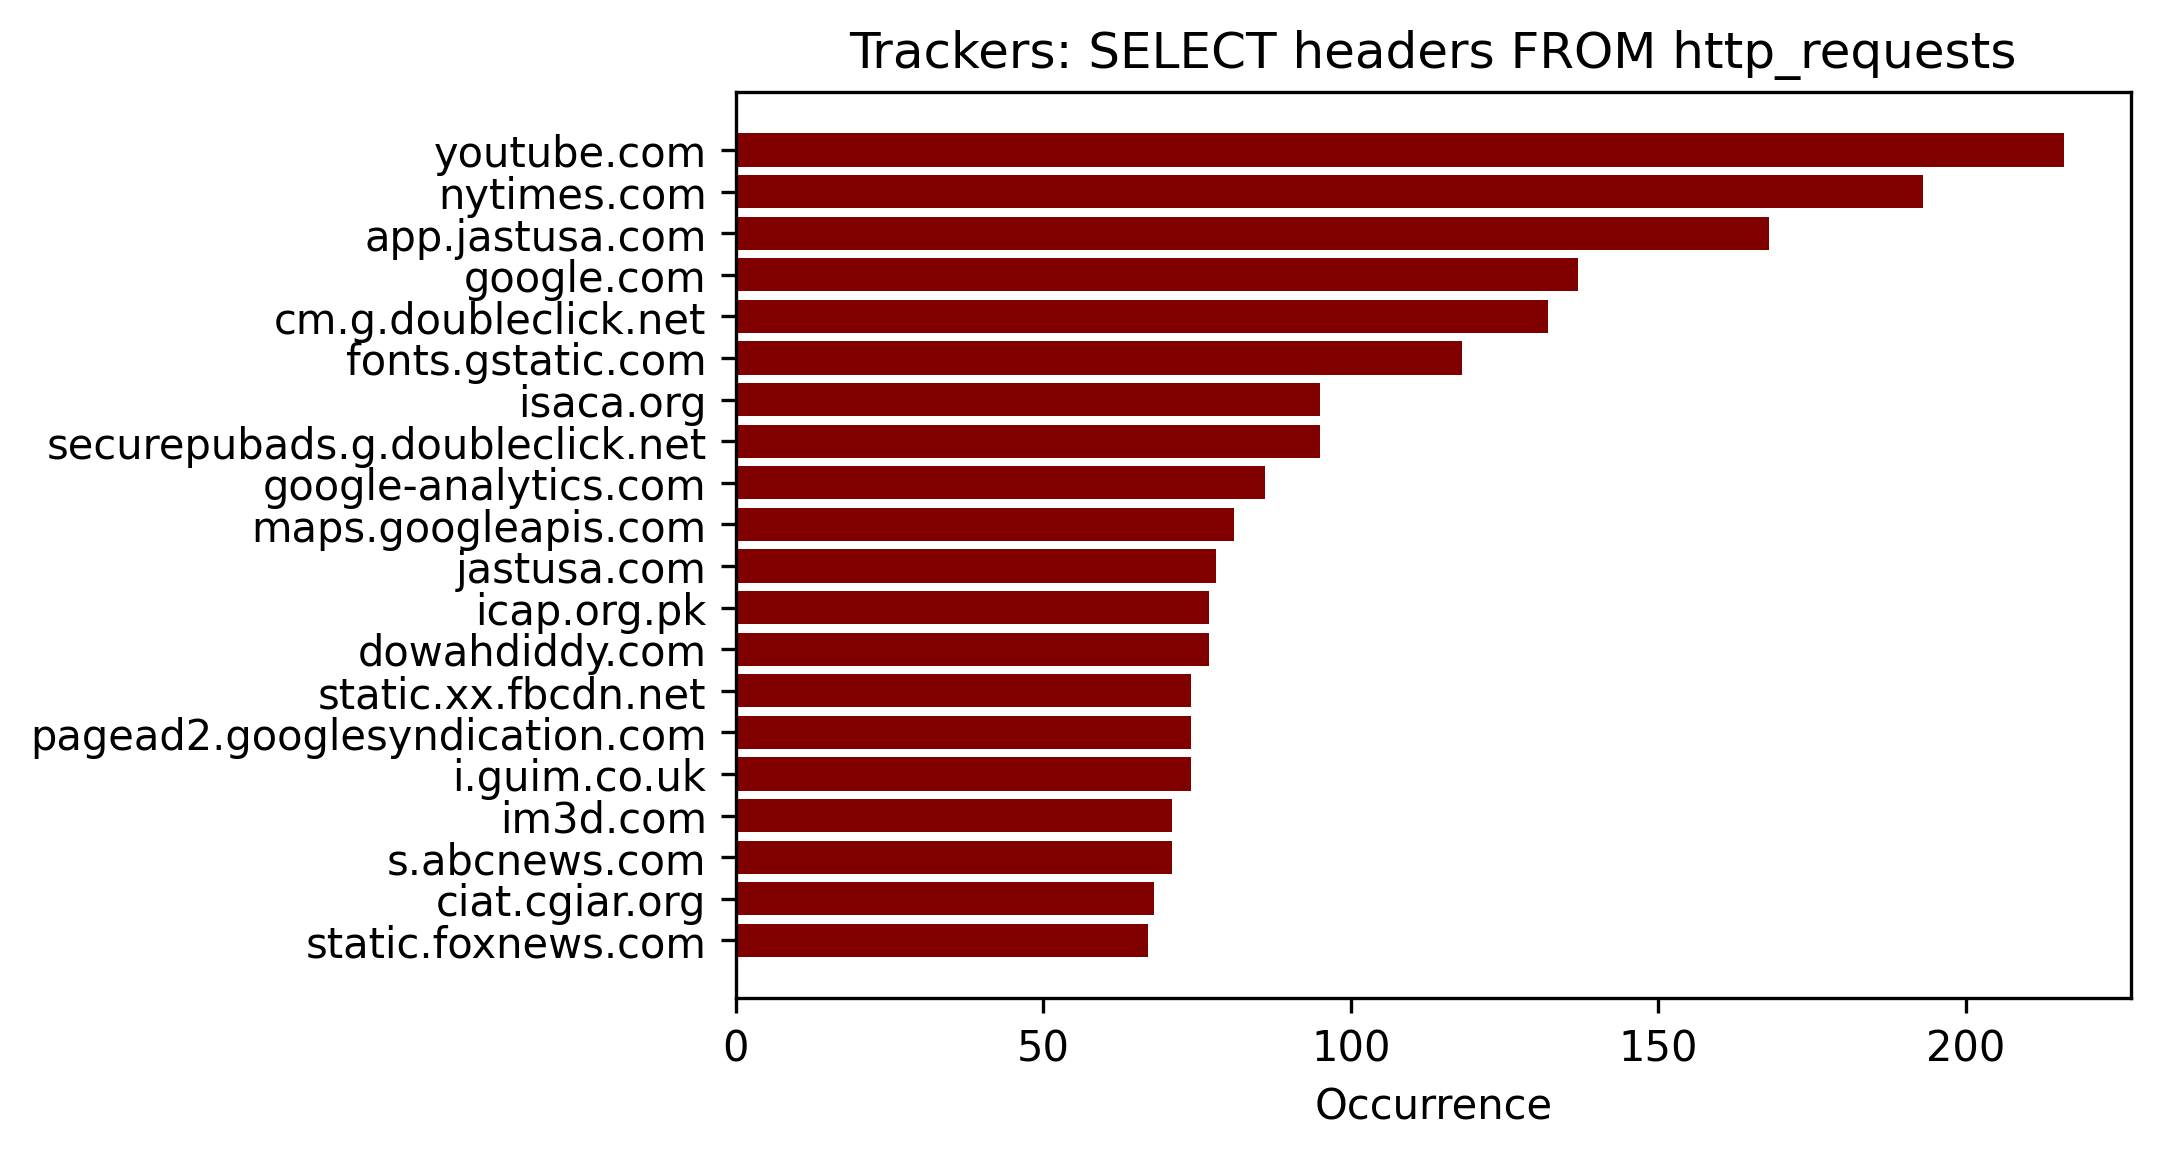 Trackers: SELECT headers FROM http_requests
youtube.com
nytimes.com
app.jastusa.com
google.com
cm.g.doubleclick.net
fonts.gstatic.com
isaca.org
securepubads.g.doubleclick.net
google-analytics.com
maps.googleapis.com
jastusa.com
icap.org.pk
dowahdiddy.com
static.xx.fbcdn.net
pagead2.googlesyndication.com
i.guim.co.uk
im3d.com
s.abcnews.com
ciat.cgiar.org
static.foxnews.com
0 50 100 150 200
Occurrence